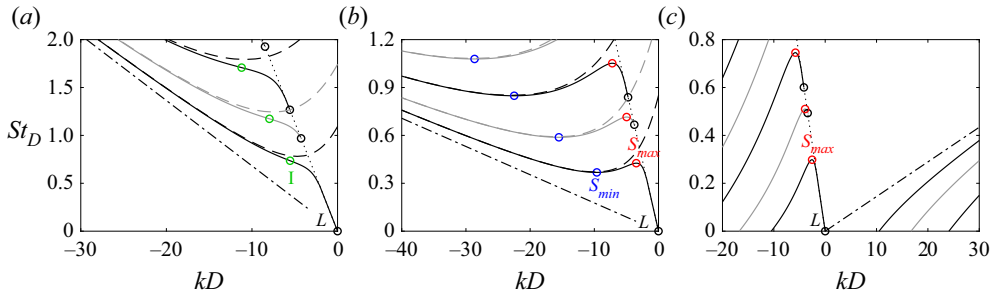 (a) (b) (c)
2.0 1.2 0.8
1.5 0.9 0.6
St_D 1.0 0.6 0.4
S_max S_max
0.5 I 0.3 S_min 0.2
L L L
0 0 0
−30 −20 −10 0 −40 −30 −20 −10 0 −20 −10 0 10 20 30
kD kD kD